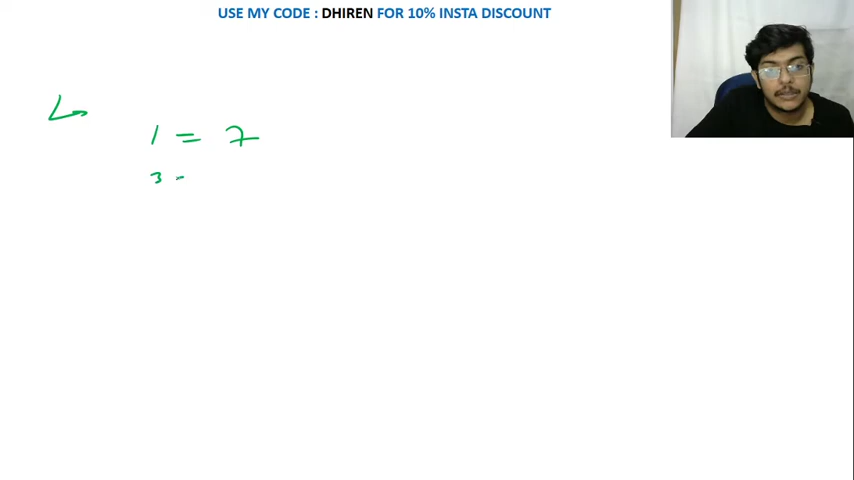 USE MY CODE : DHIREN FOR 10% INSTA DISCOUNT
1 = 7
3 -